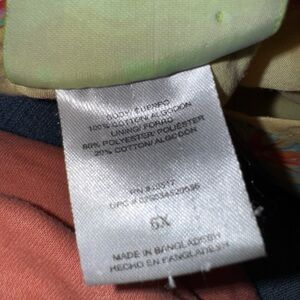 BODY/ CUERPO
100% COTTON/ ALGODON
LINING/ FORRO
80% POLYESTER/ POLIÉSTER
20% COTTON/ ALGODON
RN #
UPC #
6X
MADE IN BANGLADESH
HECHO EN BANGLADESH